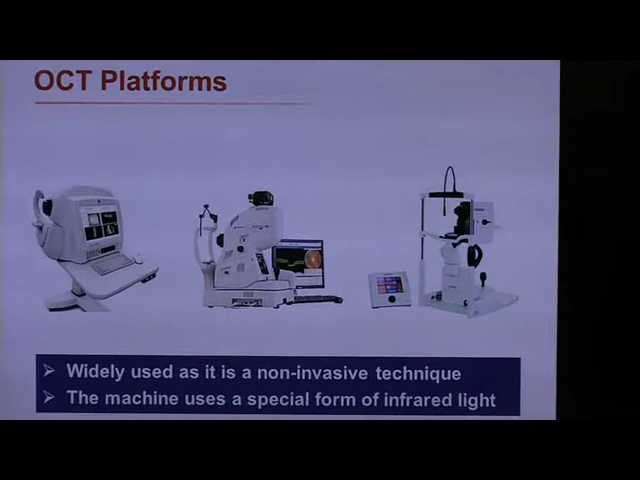 OCT Platforms
➢ Widely used as it is a non-invasive technique
➢ The machine uses a special form of infrared light